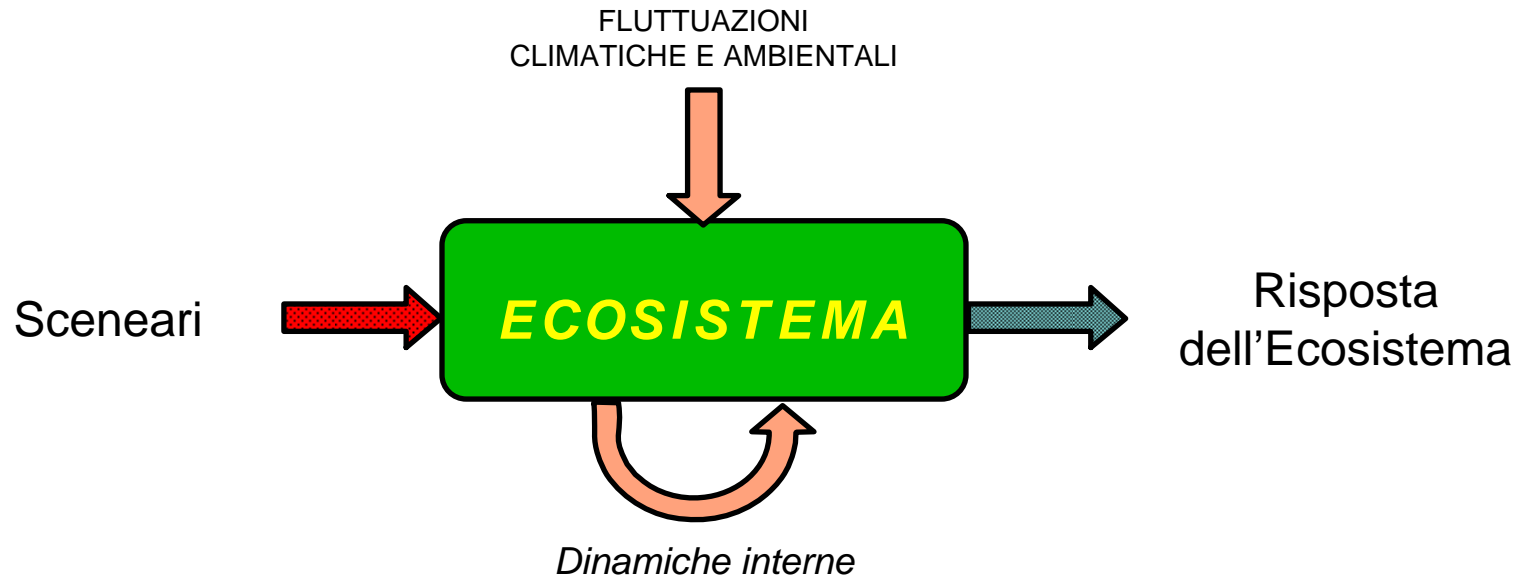 FLUTTUAZIONI
CLIMATICHE E AMBIENTALI
Sceneari
ECOSISTEMA
Risposta
dell’Ecosistema
Dinamiche interne